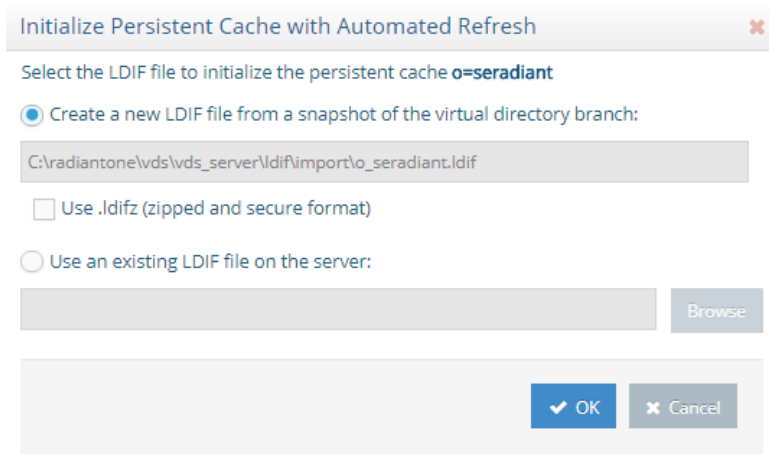 Initialize Persistent Cache with Automated Refresh
Select the LDIF file to initialize the persistent cache o=seradiant
Create a new LDIF file from a snapshot of the virtual directory branch:
C:\radiantone\vds\vds_server\ldif\import\o_seradiant.ldif
Use .ldifz (zipped and secure format)
Use an existing LDIF file on the server:
Browse
OK Cancel